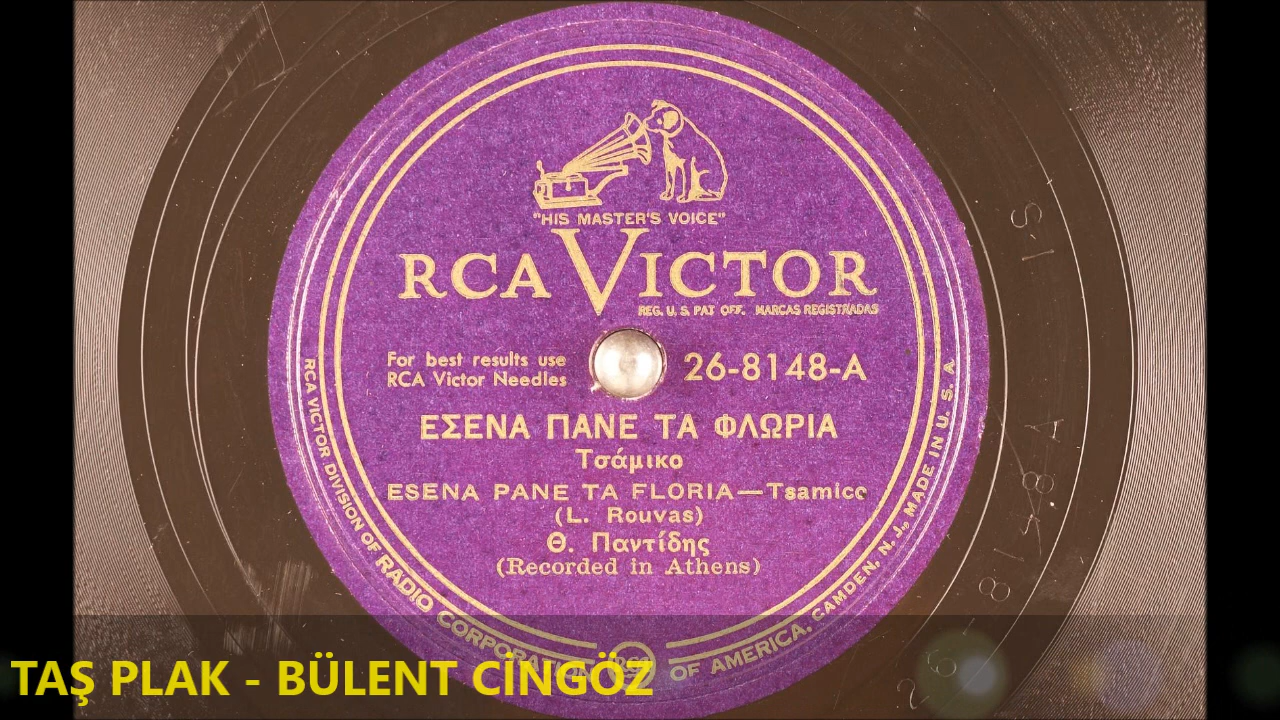 "HIS MASTER'S VOICE"
RCA VICTOR
REG. U. S. PAT OFF. MARCAS REGISTRADAS
For best results use
RCA Victor Needles
26-8148-A
ΕΣΕΝΑ ΠΑΝΕ ΤΑ ΦΛΩΡΙΑ
Τσάμικο
ESENA PANE TA FLORIA—Tsamico
(L. Rouvas)
Θ. Παντίδης
(Recorded in Athens)
RCA VICTOR DIVISION OF RADIO CORPORATION OF AMERICA, CAMDEN, N. J., MADE IN U. S. A.
RCA
TAŞ PLAK - BÜLENT CİNGÖZ